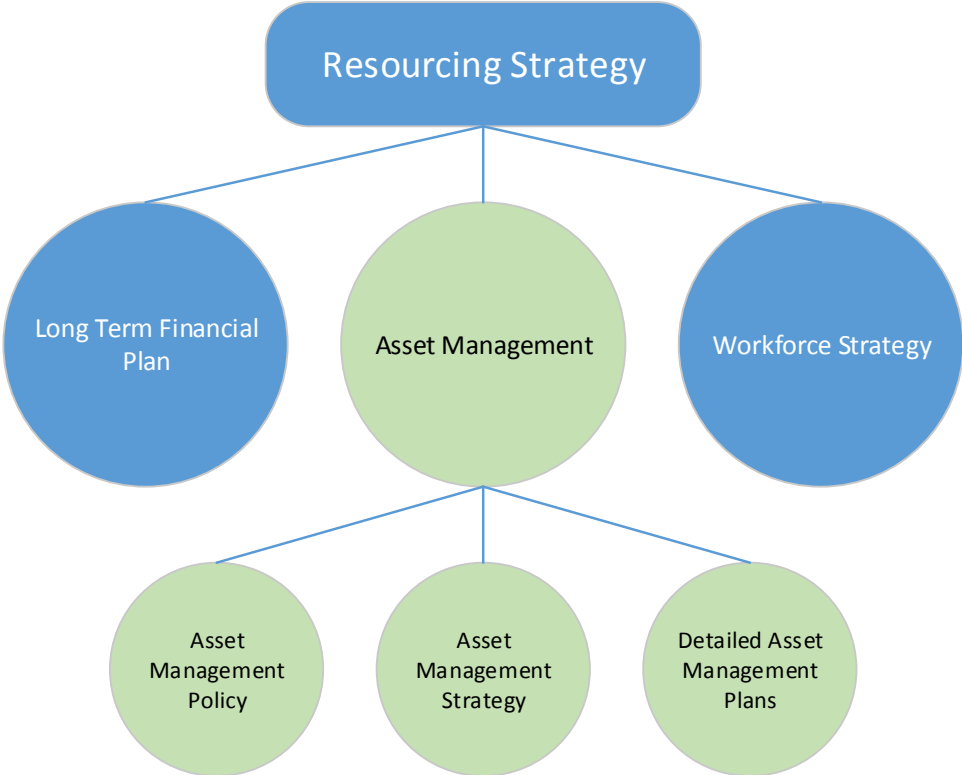 Resourcing Strategy
Long Term Financial
Plan
Asset Management
Workforce Strategy
Asset
Management
Policy
Asset
Management
Strategy
Detailed Asset
Management
Plans